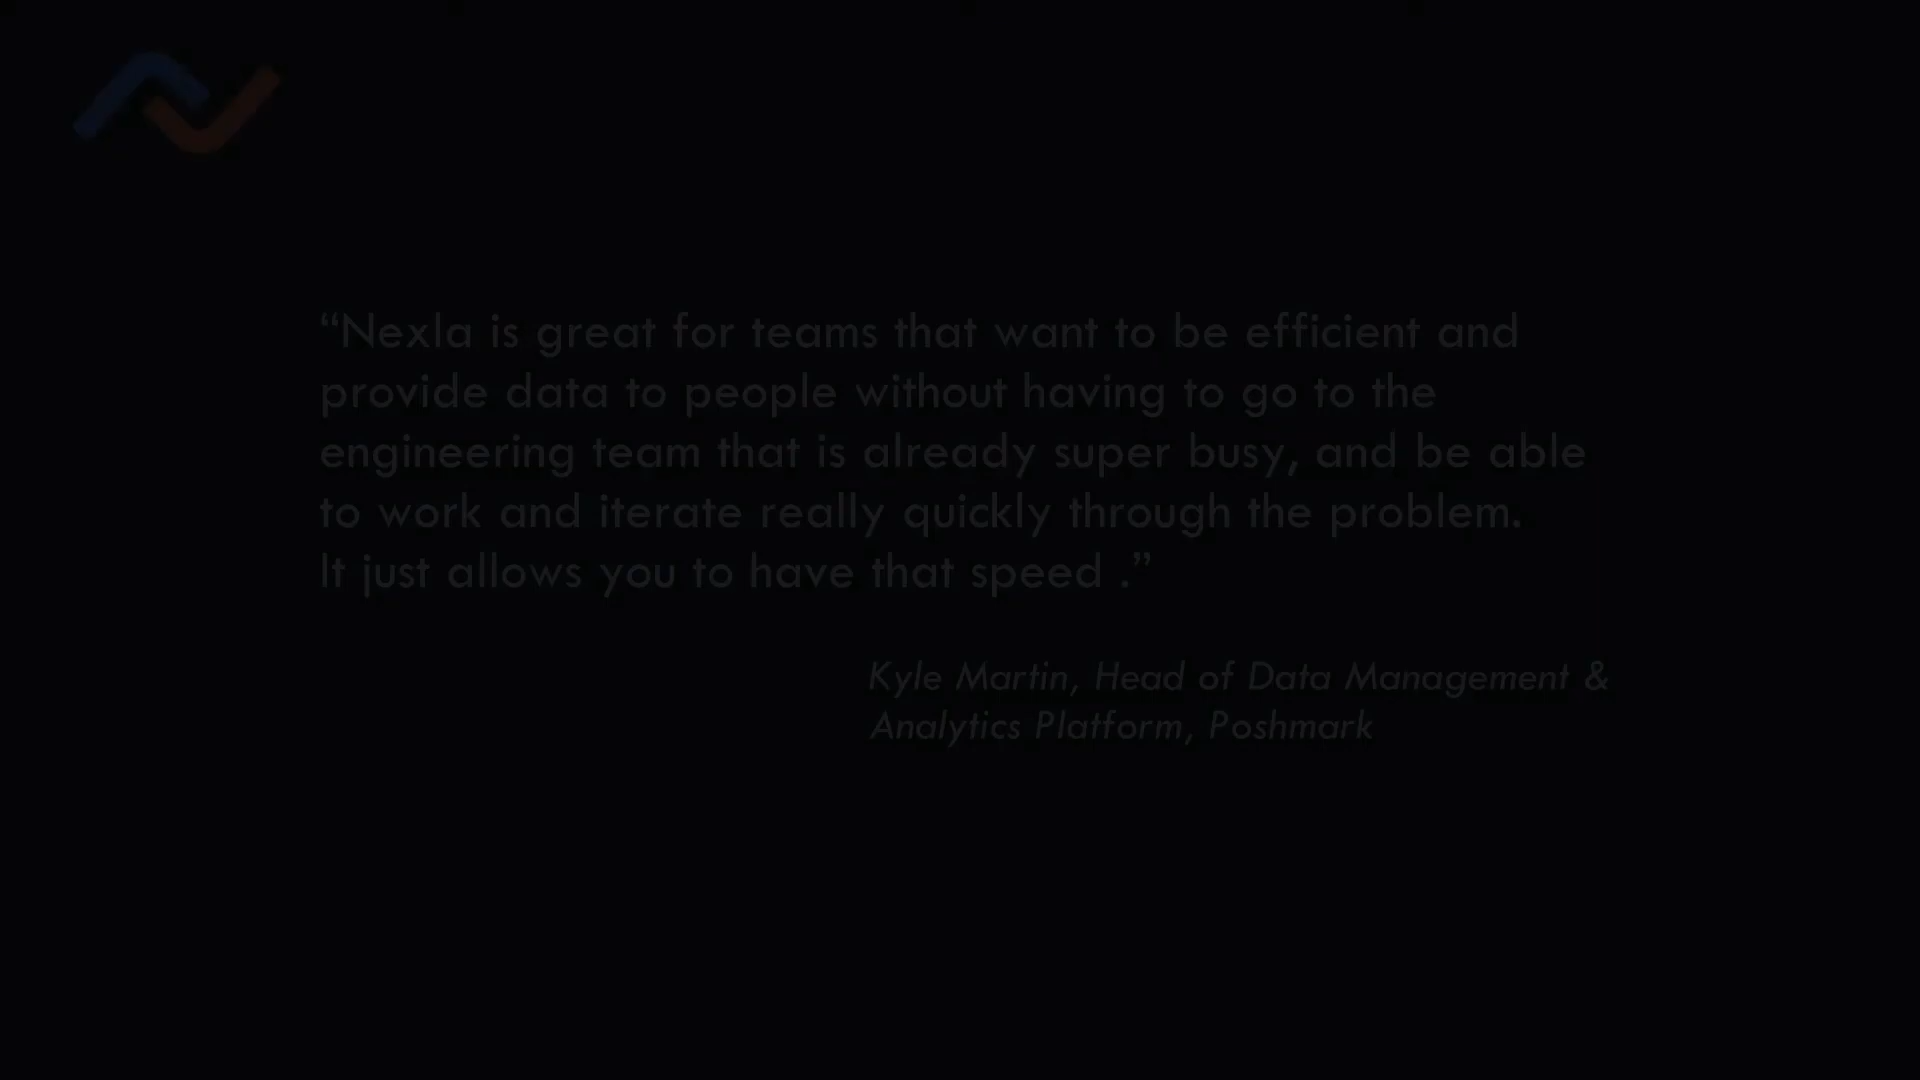 “Nexla is great for teams that want to be efficient and
provide data to people without having to go to the
engineering team that is already super busy, and be able
to work and iterate really quickly through the problem.
It just allows you to have that speed .”
Kyle Martin, Head of Data Management &
Analytics Platform, Poshmark